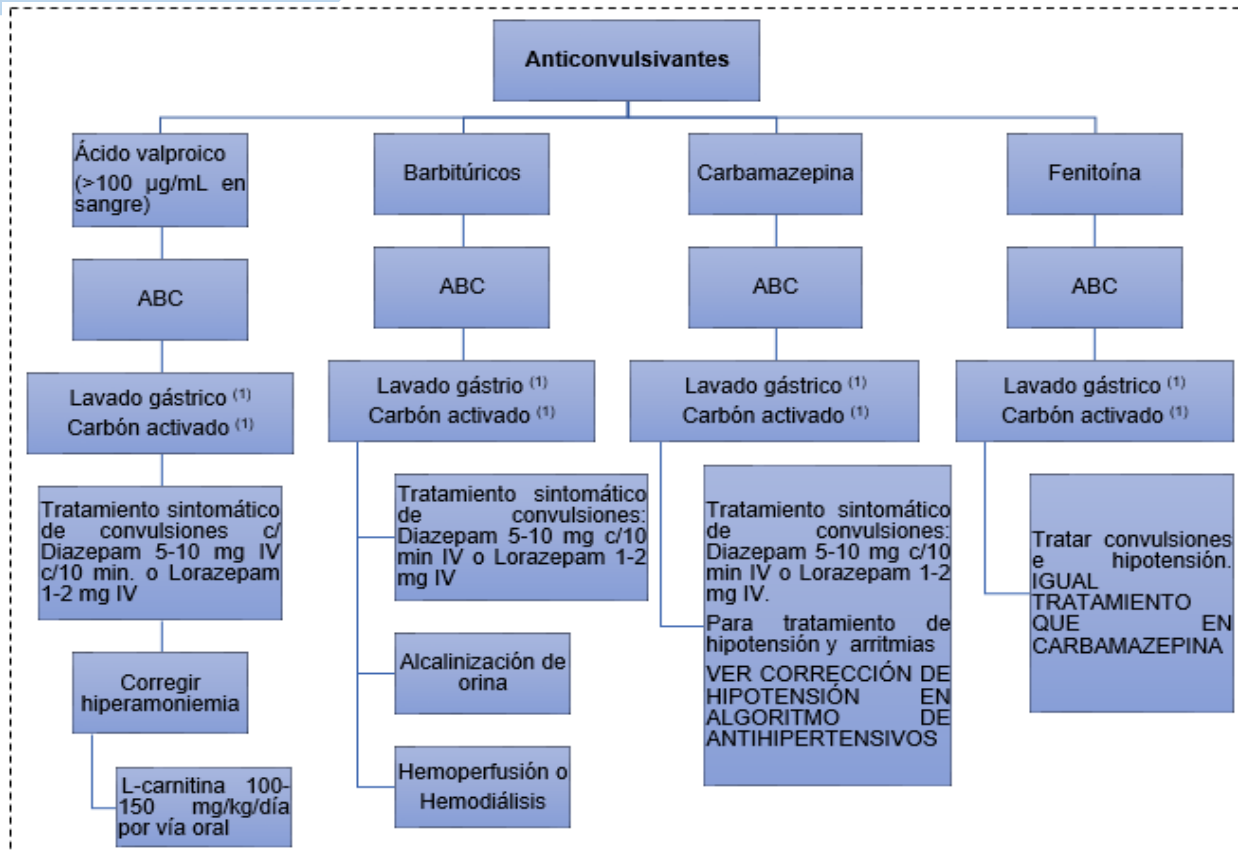 Anticonvulsivantes
Ácido valproico
(>100 µg/mL en
sangre)
ABC
Lavado gástrico (1)
Carbón activado (1)
Tratamiento sintomático
de convulsiones c/
Diazepam 5-10 mg IV
c/10 min. o Lorazepam
1-2 mg IV
Corregir
hiperamoniemia
L-carnitina 100-
150 mg/kg/día
por vía oral
Barbitúricos
ABC
Lavado gástrio (1)
Carbón activado (1)
Tratamiento sintomático
de convulsiones:
Diazepam 5-10 mg c/10
min IV o Lorazepam 1-2
mg IV
Alcalinización de
orina
Hemoperfusión o
Hemodiálisis
Carbamazepina
ABC
Lavado gástrico (1)
Carbón activado (1)
Tratamiento sintomático
de convulsiones:
Diazepam 5-10 mg c/10
min IV o Lorazepam 1-2
mg IV.
Para tratamiento de
hipotensión y arritmias
VER CORRECCIÓN DE
HIPOTENSIÓN EN
ALGORITMO DE
ANTIHIPERTENSIVOS
Fenitoína
ABC
Lavado gástrico (1)
Carbón activado (1)
Tratar convulsiones
e hipotensión.
IGUAL
TRATAMIENTO
QUE EN
CARBAMAZEPINA